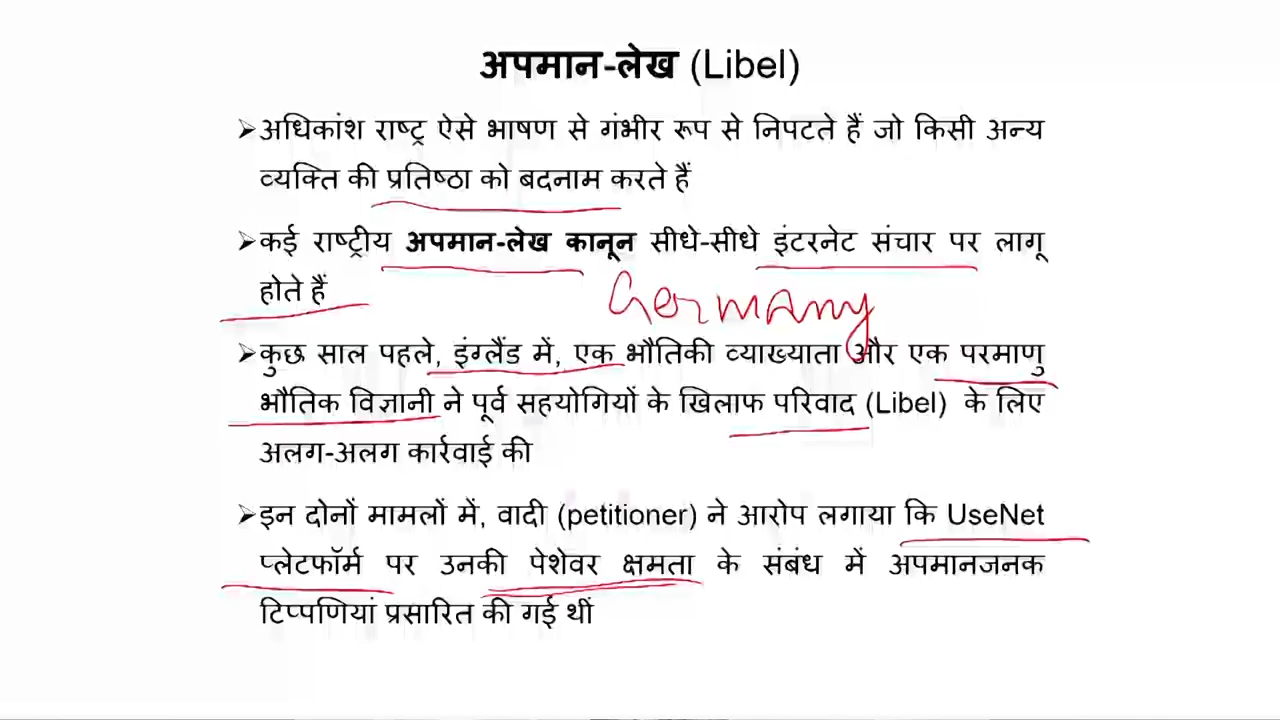 अपमान-लेख (Libel)
➢अधिकांश राष्ट्र ऐसे भाषण से गंभीर रूप से निपटते हैं जो किसी अन्य
व्यक्ति की प्रतिष्ठा को बदनाम करते हैं
➢कई राष्ट्रीय अपमान-लेख कानून सीधे-सीधे इंटरनेट संचार पर लागू
होते हैं
Germany
➢कुछ साल पहले, इंग्लैंड में, एक भौतिकी व्याख्याता और एक परमाणु
भौतिक विज्ञानी ने पूर्व सहयोगियों के खिलाफ परिवाद (Libel) के लिए
अलग-अलग कार्रवाई की
➢इन दोनों मामलों में, वादी (petitioner) ने आरोप लगाया कि UseNet
प्लेटफॉर्म पर उनकी पेशेवर क्षमता के संबंध में अपमानजनक
टिप्पणियां प्रसारित की गई थीं